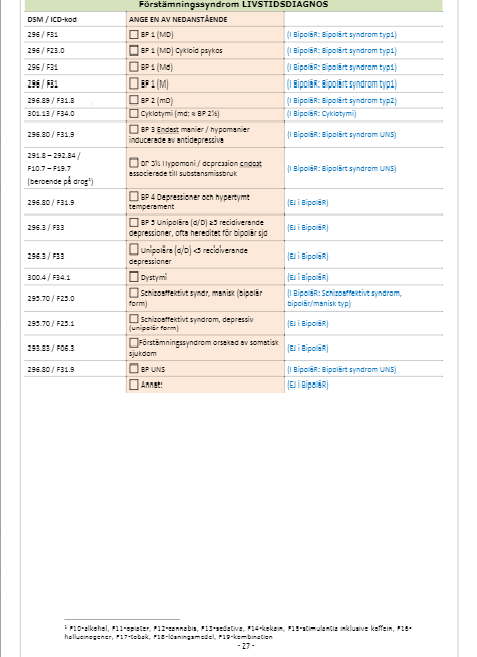 Förstämningssyndrom LIVSTIDSDIAGNOS
DSM / ICD-kod ANGE EN AV NEDANSTÅENDE
296 / F31 BP 1 (MD) (I BipoläR: Bipolärt syndrom typ1)
296 / F23.0 BP 1 (MD) Cykloid psykos (I BipoläR: Bipolärt syndrom typ1)
296 / F31 BP 1 (Md) (I BipoläR: Bipolärt syndrom typ1)
296 / F31 BP 1 (M) (I BipoläR: Bipolärt syndrom typ1)
296.89 / F31.8 BP 2 (mD) (I BipoläR: Bipolärt syndrom typ2)
301.13 / F34.0 Cyklotymi (md; ≥ BP 2½) (I BipoläR: Cyklotymi)
296.80 / F31.9 BP 3 Endast manier / hypomanier (I BipoläR: Bipolärt syndrom UNS)
inducerade av antidepressiva
291.8 – 292.84 /
F10.7 – F19.7 BP 3½ Hypomani / depression endast (I BipoläR: Bipolärt syndrom UNS)
(beroende på drog¹) associerade till substansmissbruk
296.80 / F31.9 BP 4 Depressioner och hypertymt (Ej i BipoläR)
temperament
296.3 / F33 BP 5 Unipolära (d/D) ≥5 recidiverande (Ej i BipoläR)
depressioner, ofta hereditet för bipolär sjd
296.3 / F33 Unipolära (d/D) <5 recidiverande (Ej i BipoläR)
depressioner
300.4 / F34.1 Dystymi (Ej i BipoläR)
295.70 / F25.0 Schizoaffektivt syndr, manisk (bipolär (I BipoläR: Schizoaffektivt syndrom,
form) bipolär/manisk typ)
295.70 / F25.1 Schizoaffektivt syndrom, depressiv (Ej i BipoläR)
(unipolär form)
293.83 / F06.3 Förstämningssyndrom orsakad av somatisk (Ej i BipoläR)
sjukdom
296.80 / F31.9 BP UNS (I BipoläR: Bipolärt syndrom UNS)
Annat: (Ej i BipoläR)
¹ F10=alkohol, F11=opiater, F12=cannabis, F13=sedativa, F14=kokain, F15=stimulantia inklusive koffein, F16=
hallucinogener, F17=tobak, F18=lösningsmedel, F19=kombination
- 27 -